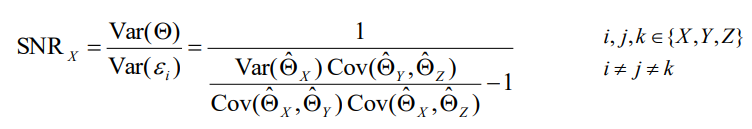 SNR_X = Var(Θ) / Var(ε_i) = 1 / ( Var(Θ̂_X) Cov(Θ̂_Y, Θ̂_Z) / Cov(Θ̂_X, Θ̂_Y) Cov(Θ̂_X, Θ̂_Z) − 1 )
i, j, k ∈ {X, Y, Z}
i ≠ j ≠ k